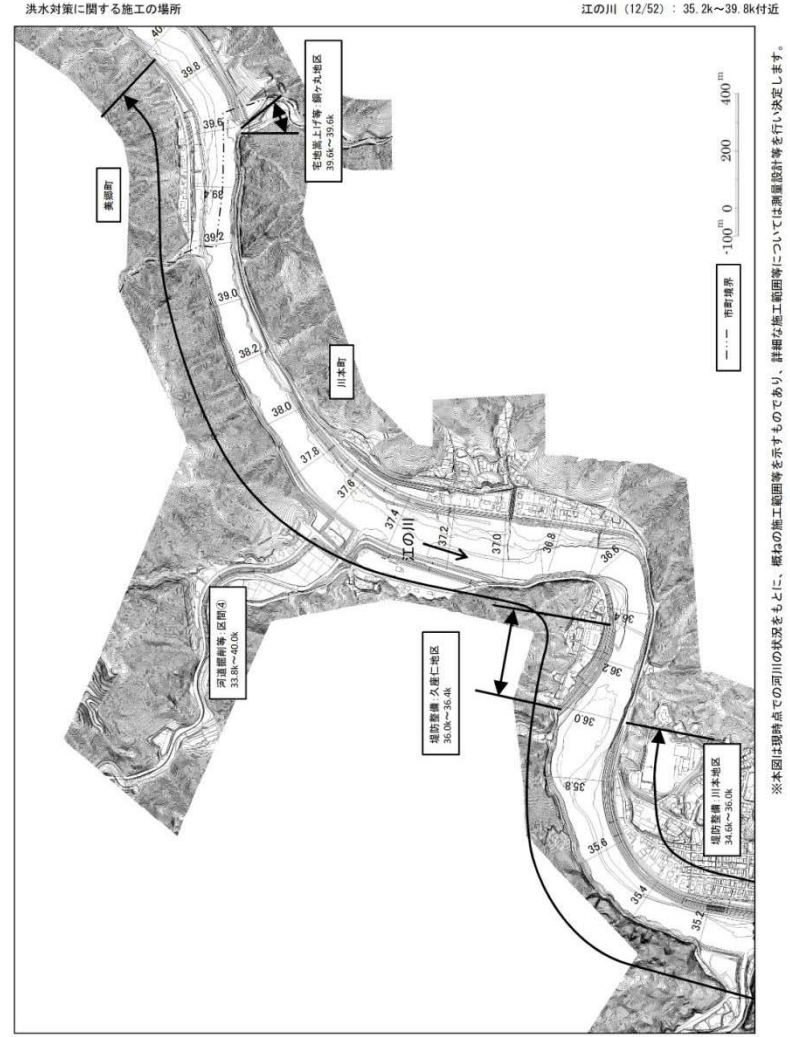 洪水対策に関する施工の場所
江の川 (12/52) : 35.2k~39.8k付近
40
39.8
39.6
39.4
39.2
39.0
38.2
38.0
37.8
37.6
37.4
37.2
37.0
36.8
36.6
36.4
36.2
36.0
35.8
35.6
35.4
35.2
美郷町
宅地嵩上げ等:銅ヶ丸地区
39.6k~39.6k
川本町
江の川
河道掘削等:区間④
33.8k~40.0k
堤防整備:久座仁地区
36.0k~36.4k
堤防整備:川本地区
34.6k~36.0k
-100m 0 200 400m
市町境界
※本図は現時点での河川の状況をもとに、概ねの施工範囲等を示すものであり、詳細な施工範囲等については測量設計等を行い決定します。